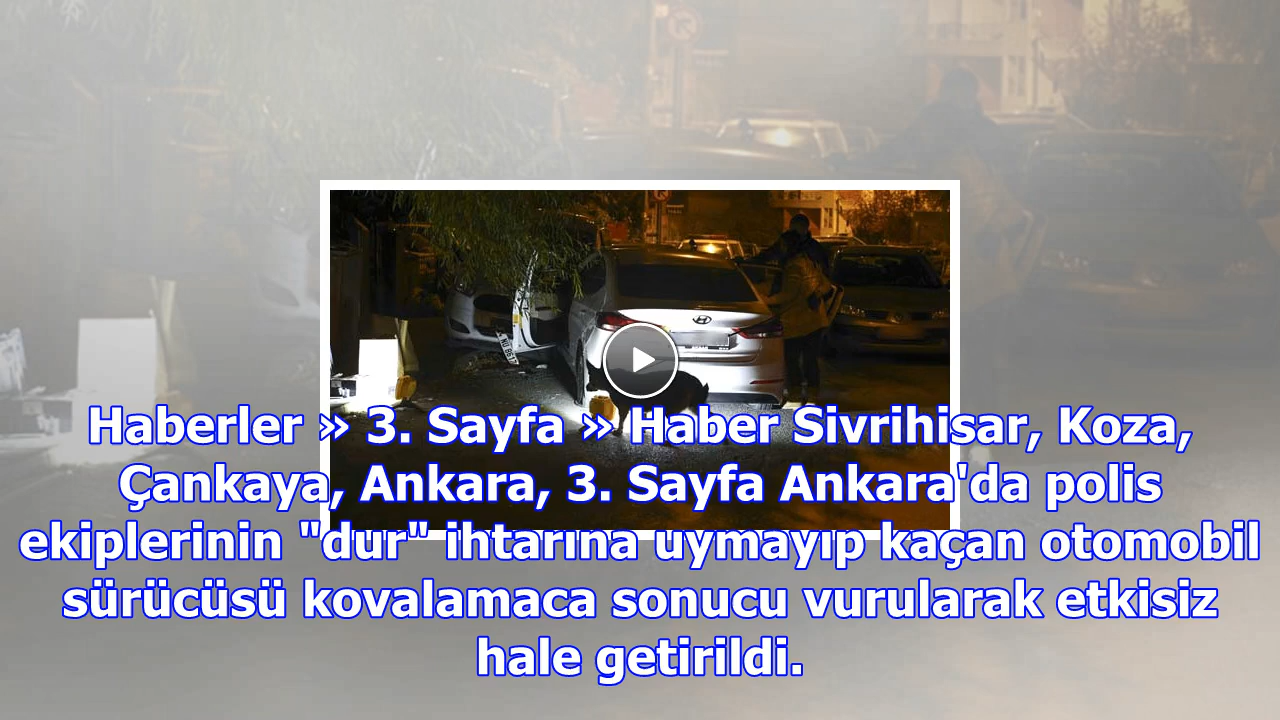 Haberler » 3. Sayfa » Haber Sivrihisar, Koza,
Çankaya, Ankara, 3. Sayfa Ankara'da polis
ekiplerinin "dur" ihtarına uymayıp kaçan otomobil
sürücüsü kovalamaca sonucu vurularak etkisiz
hale getirildi.